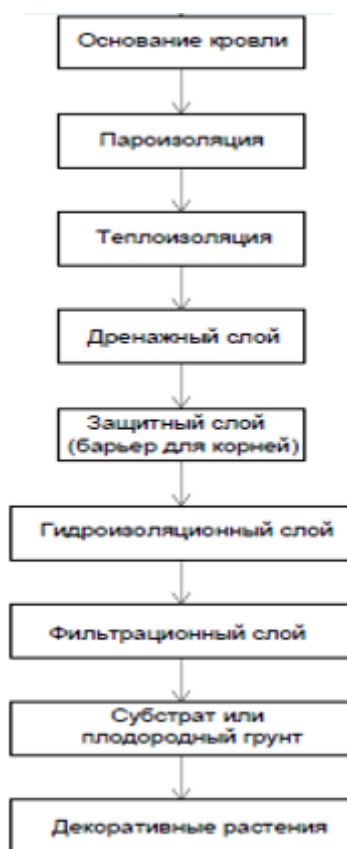 Основание кровли
Пароизоляция
Теплоизоляция
Дренажный слой
Защитный слой
(барьер для корней)
Гидроизоляционный слой
Фильтрационный слой
Субстрат или
плодородный грунт
Декоративные растения